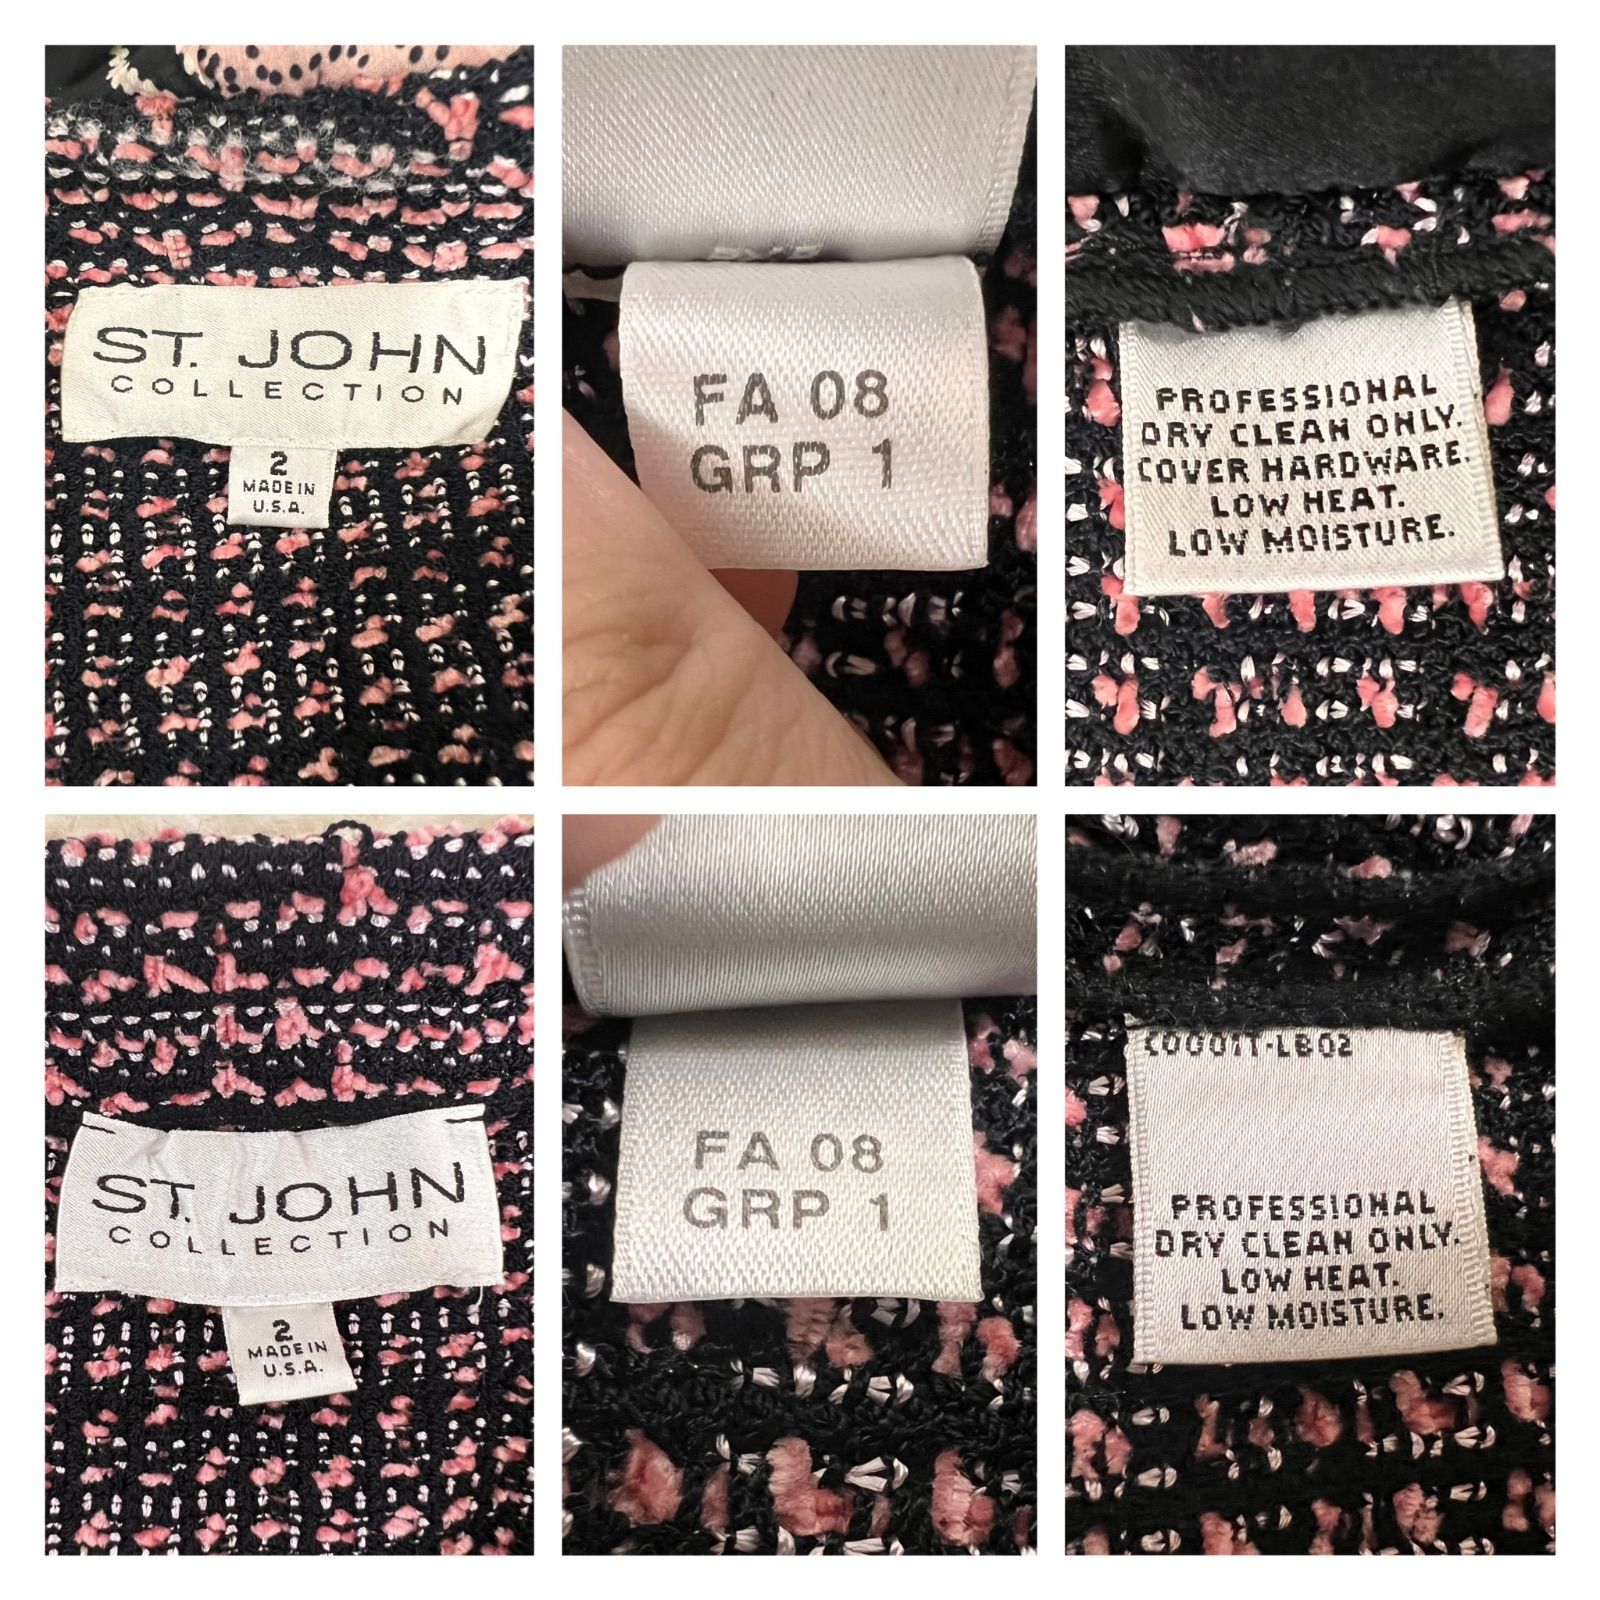 ST. JOHN
COLLECTION
2
MADE IN
U.S.A.
FA 08
GRP 1
PROFESSIONAL
DRY CLEAN ONLY.
COVER HARDWARE.
LOW HEAT.
LOW MOISTURE.
ST. JOHN
COLLECTION
2
MADE IN
U.S.A.
FA 08
GRP 1
PROFESSIONAL
DRY CLEAN ONLY.
LOW HEAT.
LOW MOISTURE.